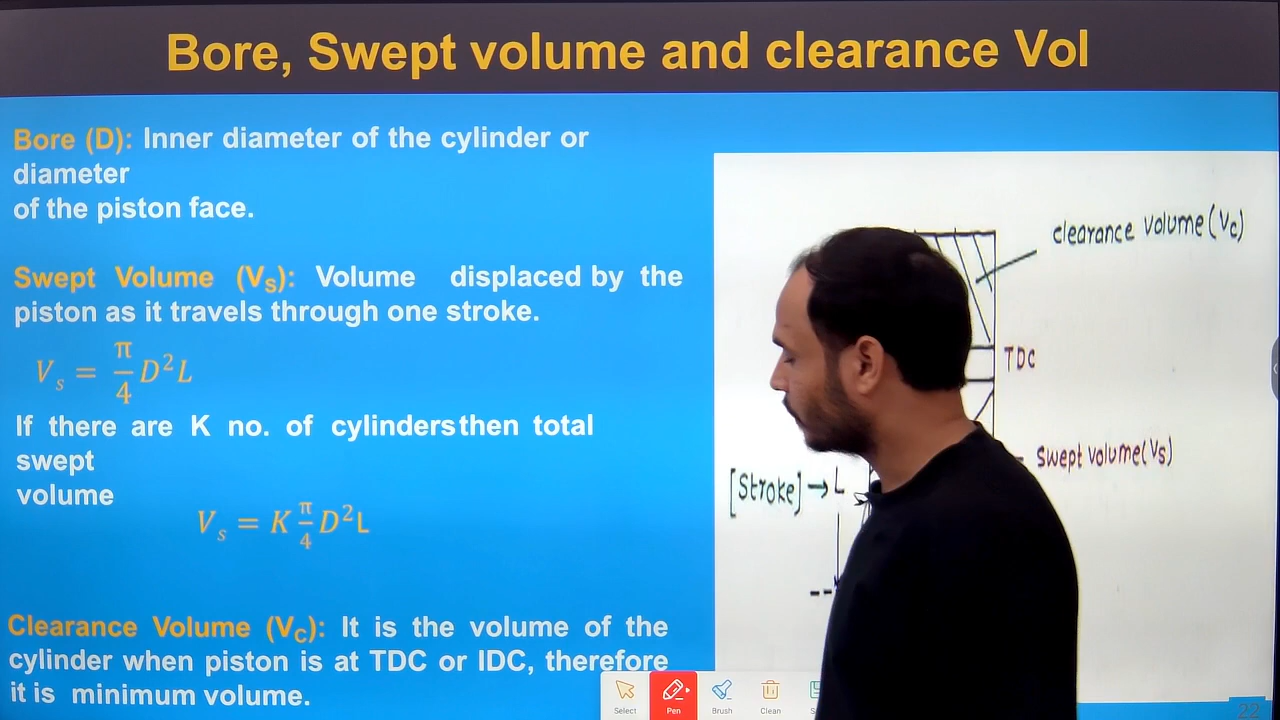 Bore, Swept volume and clearance Vol
Bore (D): Inner diameter of the cylinder or
diameter
of the piston face.
Swept Volume (VS): Volume displaced by the
piston as it travels through one stroke.
V_s = π/4 D²L
If there are K no. of cylinders then total
swept
volume
V_s = K π/4 D²L
Clearance Volume (VC): It is the volume of the
cylinder when piston is at TDC or IDC, therefore
it is minimum volume.
clearance volume (Vc)
TDC
Swept volume (Vs)
[Stroke] → L
Select
Pen
Brush
Clean
22